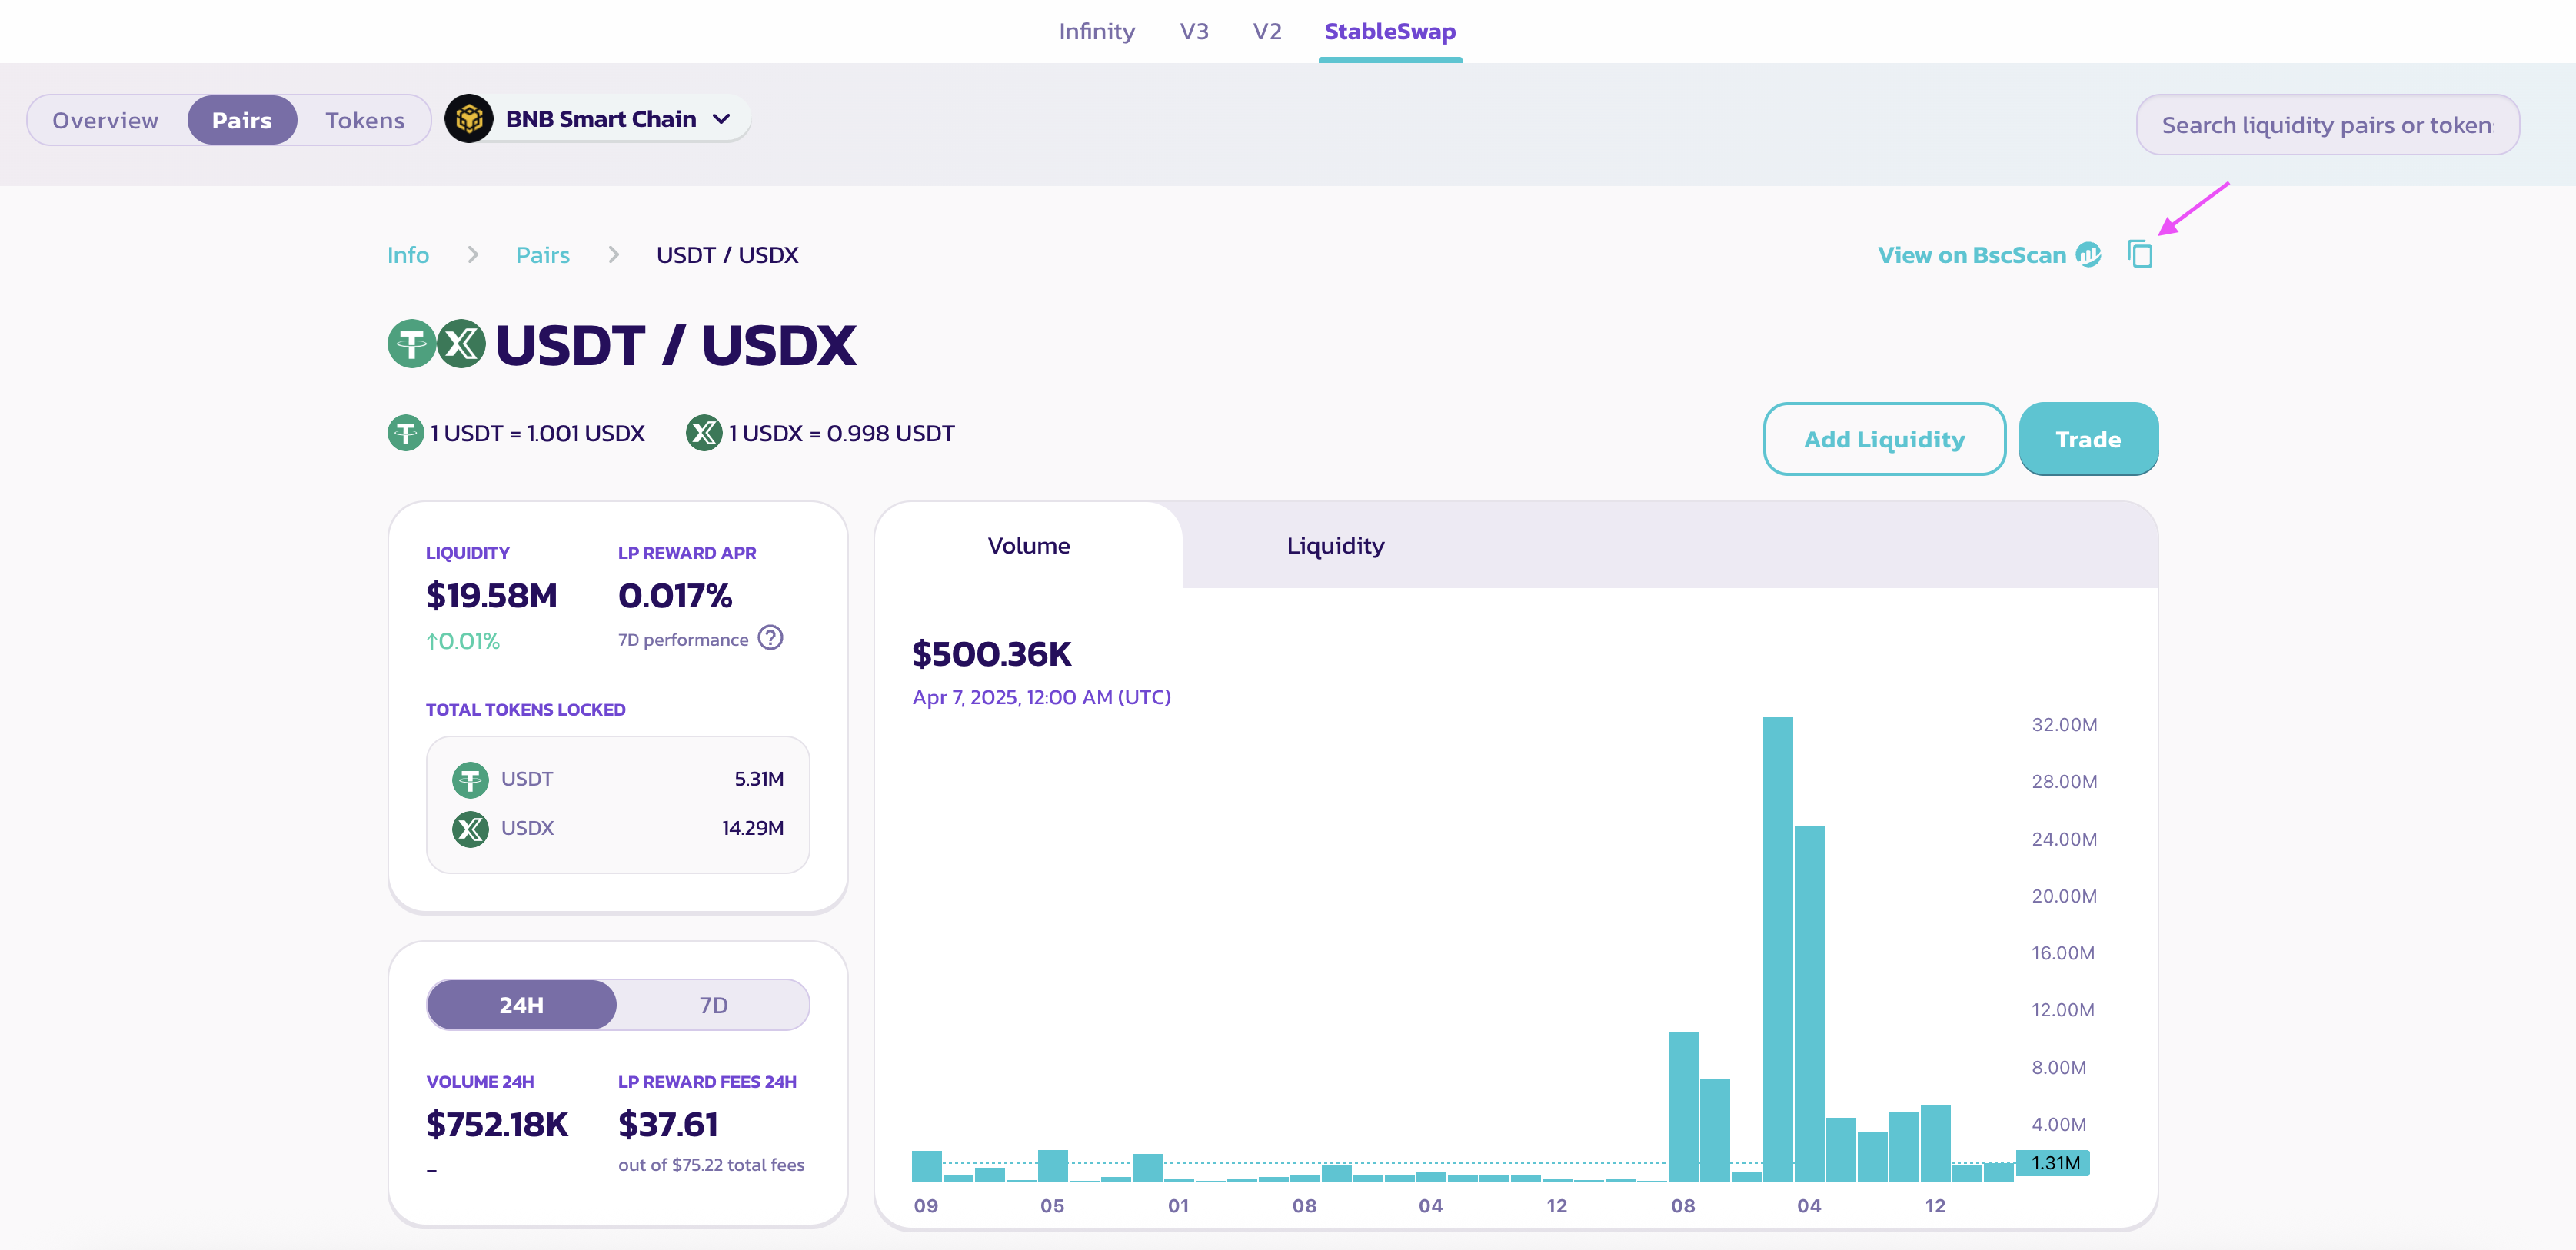 Infinity V3 V2 StableSwap
Overview Pairs Tokens BNB Smart Chain
Search liquidity pairs or token
Info Pairs USDT / USDX
View on BscScan
USDT / USDX
1 USDT = 1.001 USDX 1 USDX = 0.998 USDT
Add Liquidity Trade
LIQUIDITY LP REWARD APR
$19.58M 0.017%
↑0.01% 7D performance ?
TOTAL TOKENS LOCKED
USDT 5.31M
USDX 14.29M
24H 7D
VOLUME 24H LP REWARD FEES 24H
$752.18K $37.61
- out of $75.22 total fees
Volume Liquidity
$500.36K
Apr 7, 2025, 12:00 AM (UTC)
32.00M
28.00M
24.00M
20.00M
16.00M
12.00M
8.00M
4.00M
1.31M
09 05 01 08 04 12 08 04 12